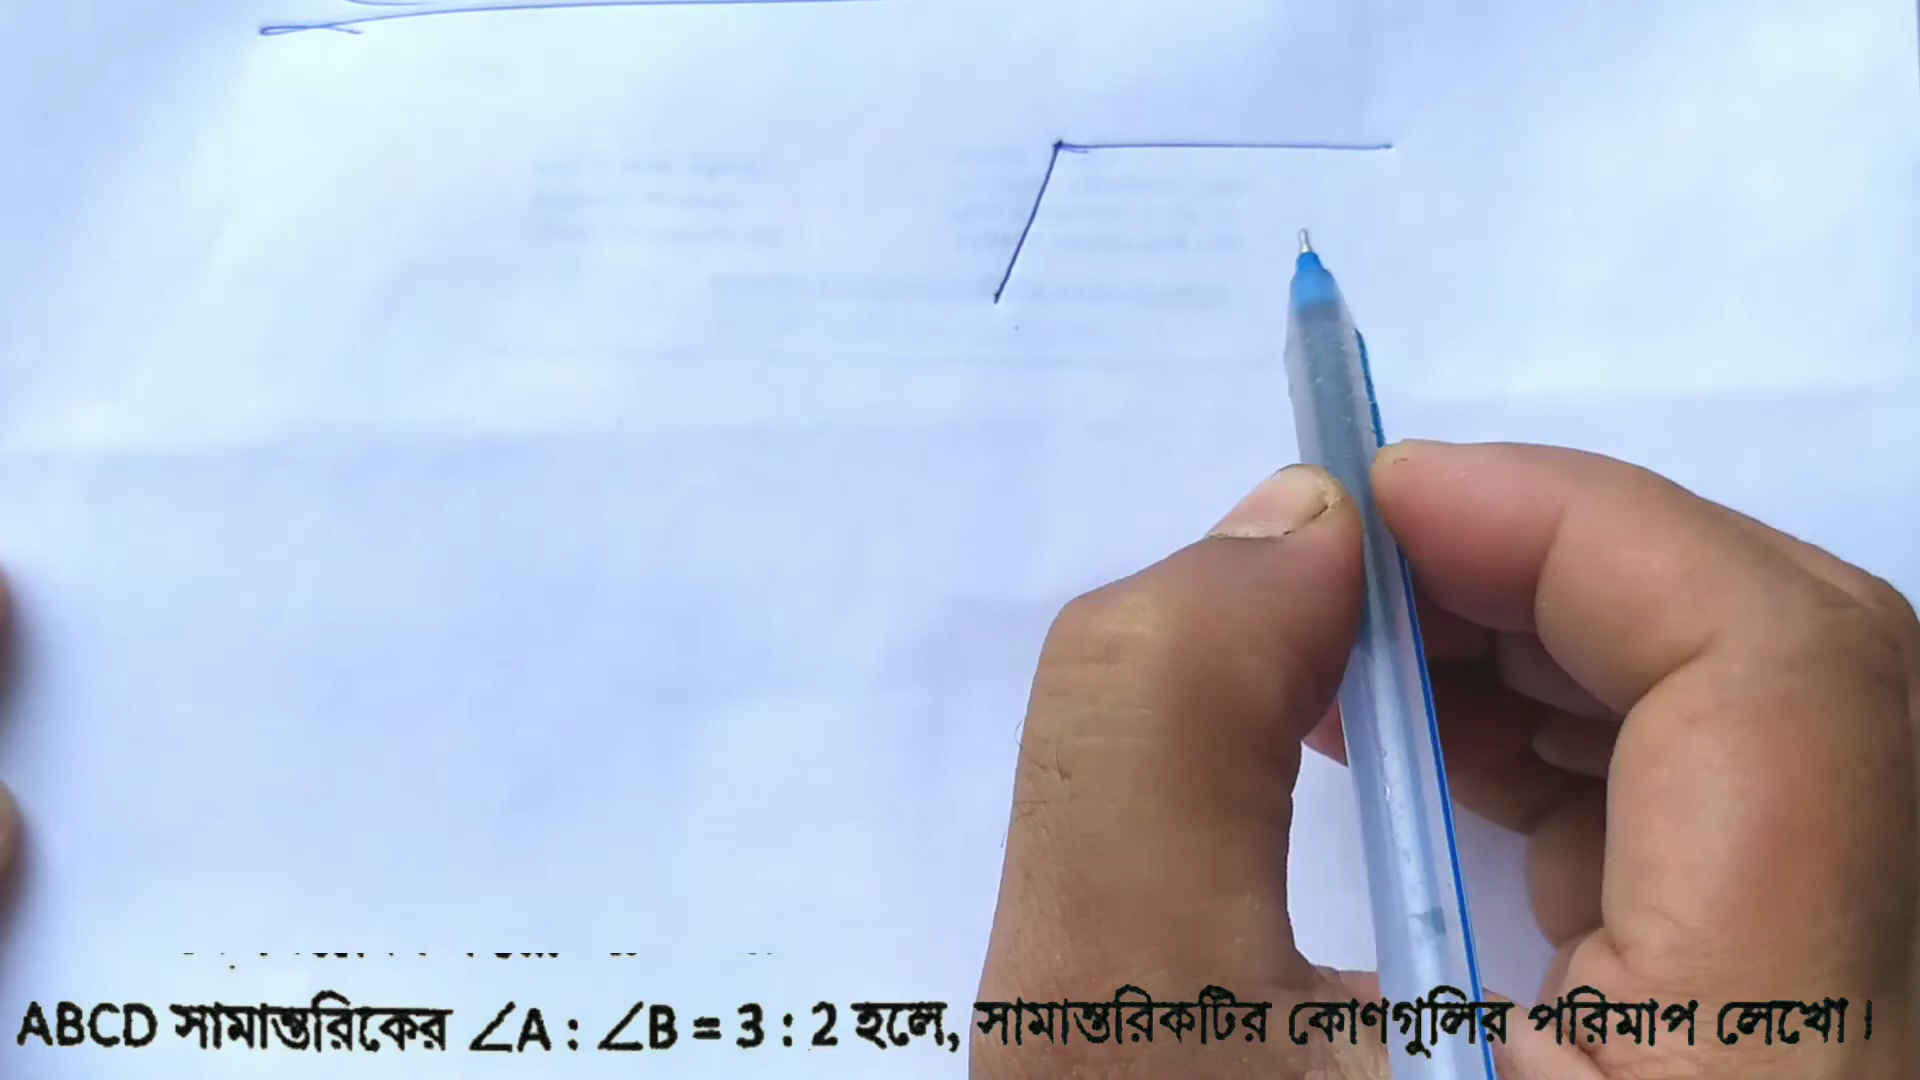 ABCD সামান্তরিকের ∠A : ∠B = 3 : 2 হলে, সামান্তরিকটির কোণগুলির পরিমাপ লেখো।